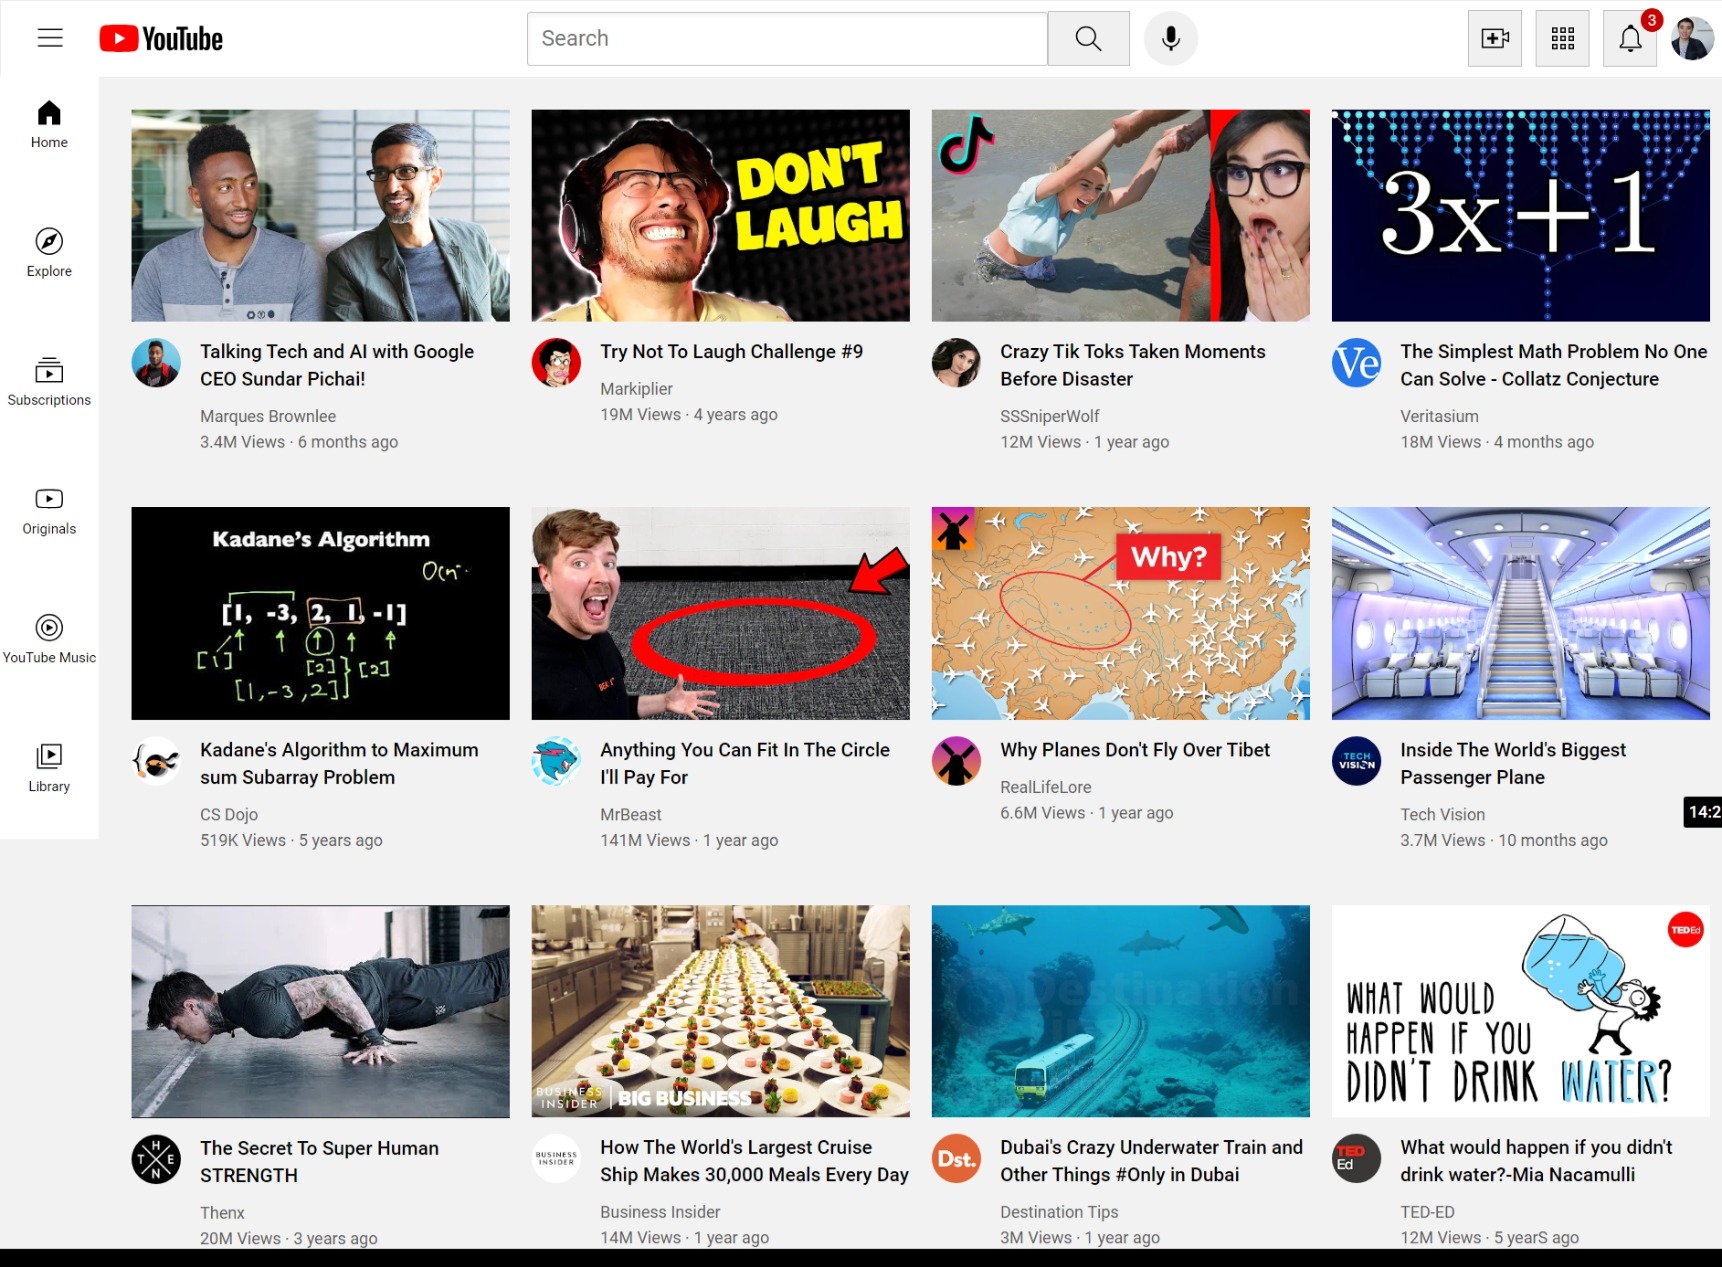 YouTube
Search
3
Home
Explore
Subscriptions
Originals
YouTube Music
Library
DON'T
LAUGH
3x+1
Talking Tech and AI with Google
CEO Sundar Pichai!
Marques Brownlee
3.4M Views · 6 months ago
Try Not To Laugh Challenge #9
Markiplier
19M Views · 4 years ago
Crazy Tik Toks Taken Moments
Before Disaster
SSSniperWolf
12M Views · 1 year ago
Ve
The Simplest Math Problem No One
Can Solve - Collatz Conjecture
Veritasium
18M Views · 4 months ago
Kadane's Algorithm
[1, -3, 2, 1, -1]
[1]
[2]
[2]
[1,-3,2]
Why?
Kadane's Algorithm to Maximum
sum Subarray Problem
CS Dojo
519K Views · 5 years ago
Anything You Can Fit In The Circle
I'll Pay For
MrBeast
141M Views · 1 year ago
Why Planes Don't Fly Over Tibet
RealLifeLore
6.6M Views · 1 year ago
TECH
VISION
Inside The World's Biggest
Passenger Plane
Tech Vision
3.7M Views · 10 months ago
14:2
BUSINESS
INSIDER
BIG BUSINESS
TEDEd
WHAT WOULD
HAPPEN IF YOU
DIDN'T DRINK WATER?
THEN
The Secret To Super Human
STRENGTH
Thenx
20M Views · 3 years ago
BUSINESS
INSIDER
How The World's Largest Cruise
Ship Makes 30,000 Meals Every Day
Business Insider
14M Views · 1 year ago
Dst.
Dubai's Crazy Underwater Train and
Other Things #Only in Dubai
Destination Tips
3M Views · 1 year ago
TED
Ed
What would happen if you didn't
drink water?-Mia Nacamulli
TED-ED
12M Views · 5 yearS ago